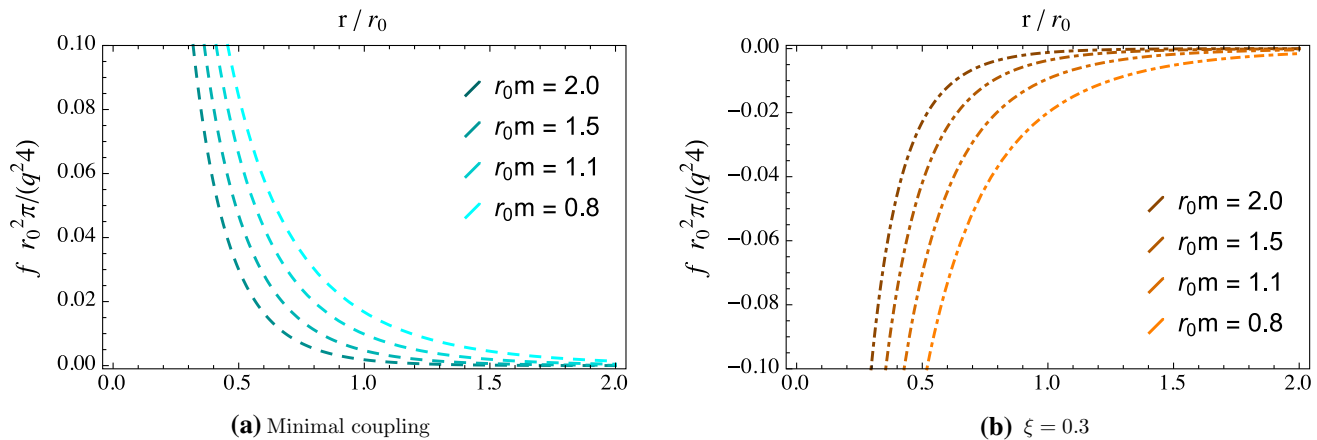 r / r₀
0.10
0.08
0.06
0.04
0.02
0.00
f r₀²π/(q²4)
r₀m = 2.0
r₀m = 1.5
r₀m = 1.1
r₀m = 0.8
0.0 0.5 1.0 1.5 2.0
(a) Minimal coupling
r / r₀
0.00
−0.02
−0.04
−0.06
−0.08
−0.10
f r₀²π/(q²4)
r₀m = 2.0
r₀m = 1.5
r₀m = 1.1
r₀m = 0.8
0.0 0.5 1.0 1.5 2.0
(b) ξ = 0.3